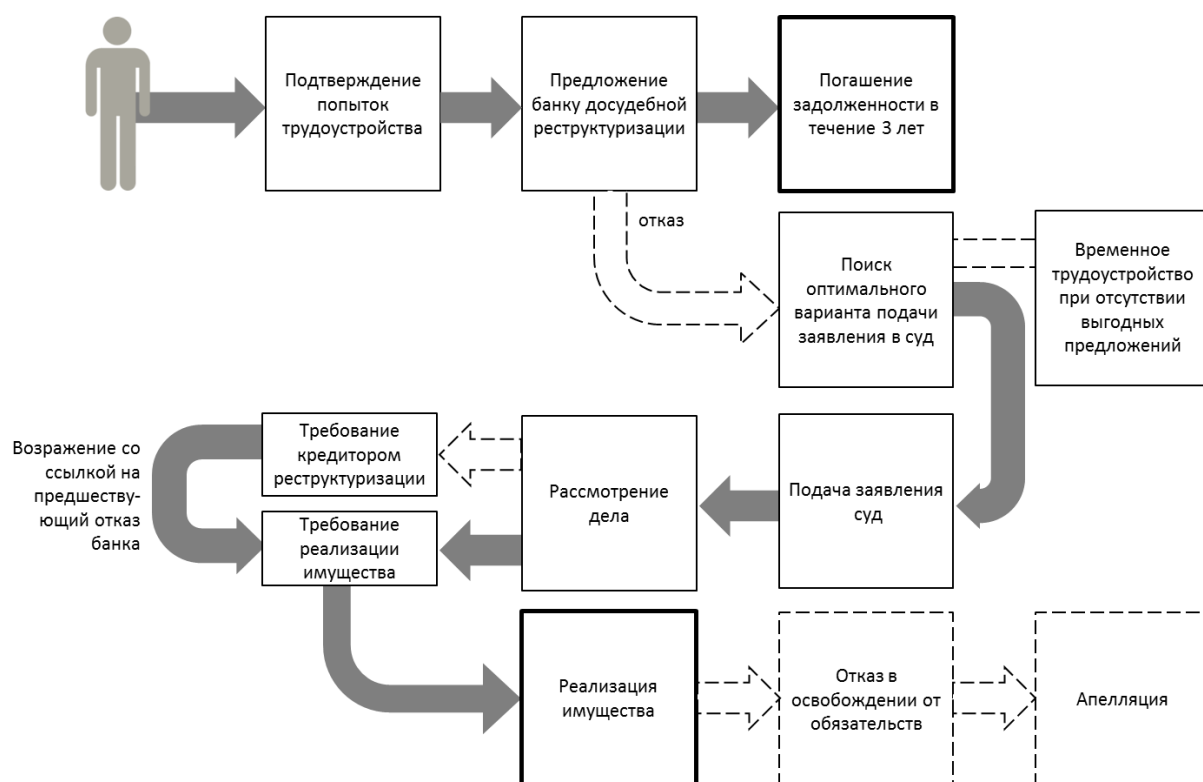 Подтверждение
попыток
трудоустройства
Предложение
банку досудебной
реструктуризации
Погашение
задолженности в
течение 3 лет
отказ
Поиск
оптимального
варианта подачи
заявления в суд
Временное
трудоустройство
при отсутствии
выгодных
предложений
Возражение со
ссылкой на
предшеству-
ющий отказ
банка
Требование
кредитором
реструктуризации
Требование
реализации
имущества
Рассмотрение
дела
Подача заявления
суд
Реализация
имущества
Отказ в
освобождении от
обязательств
Апелляция